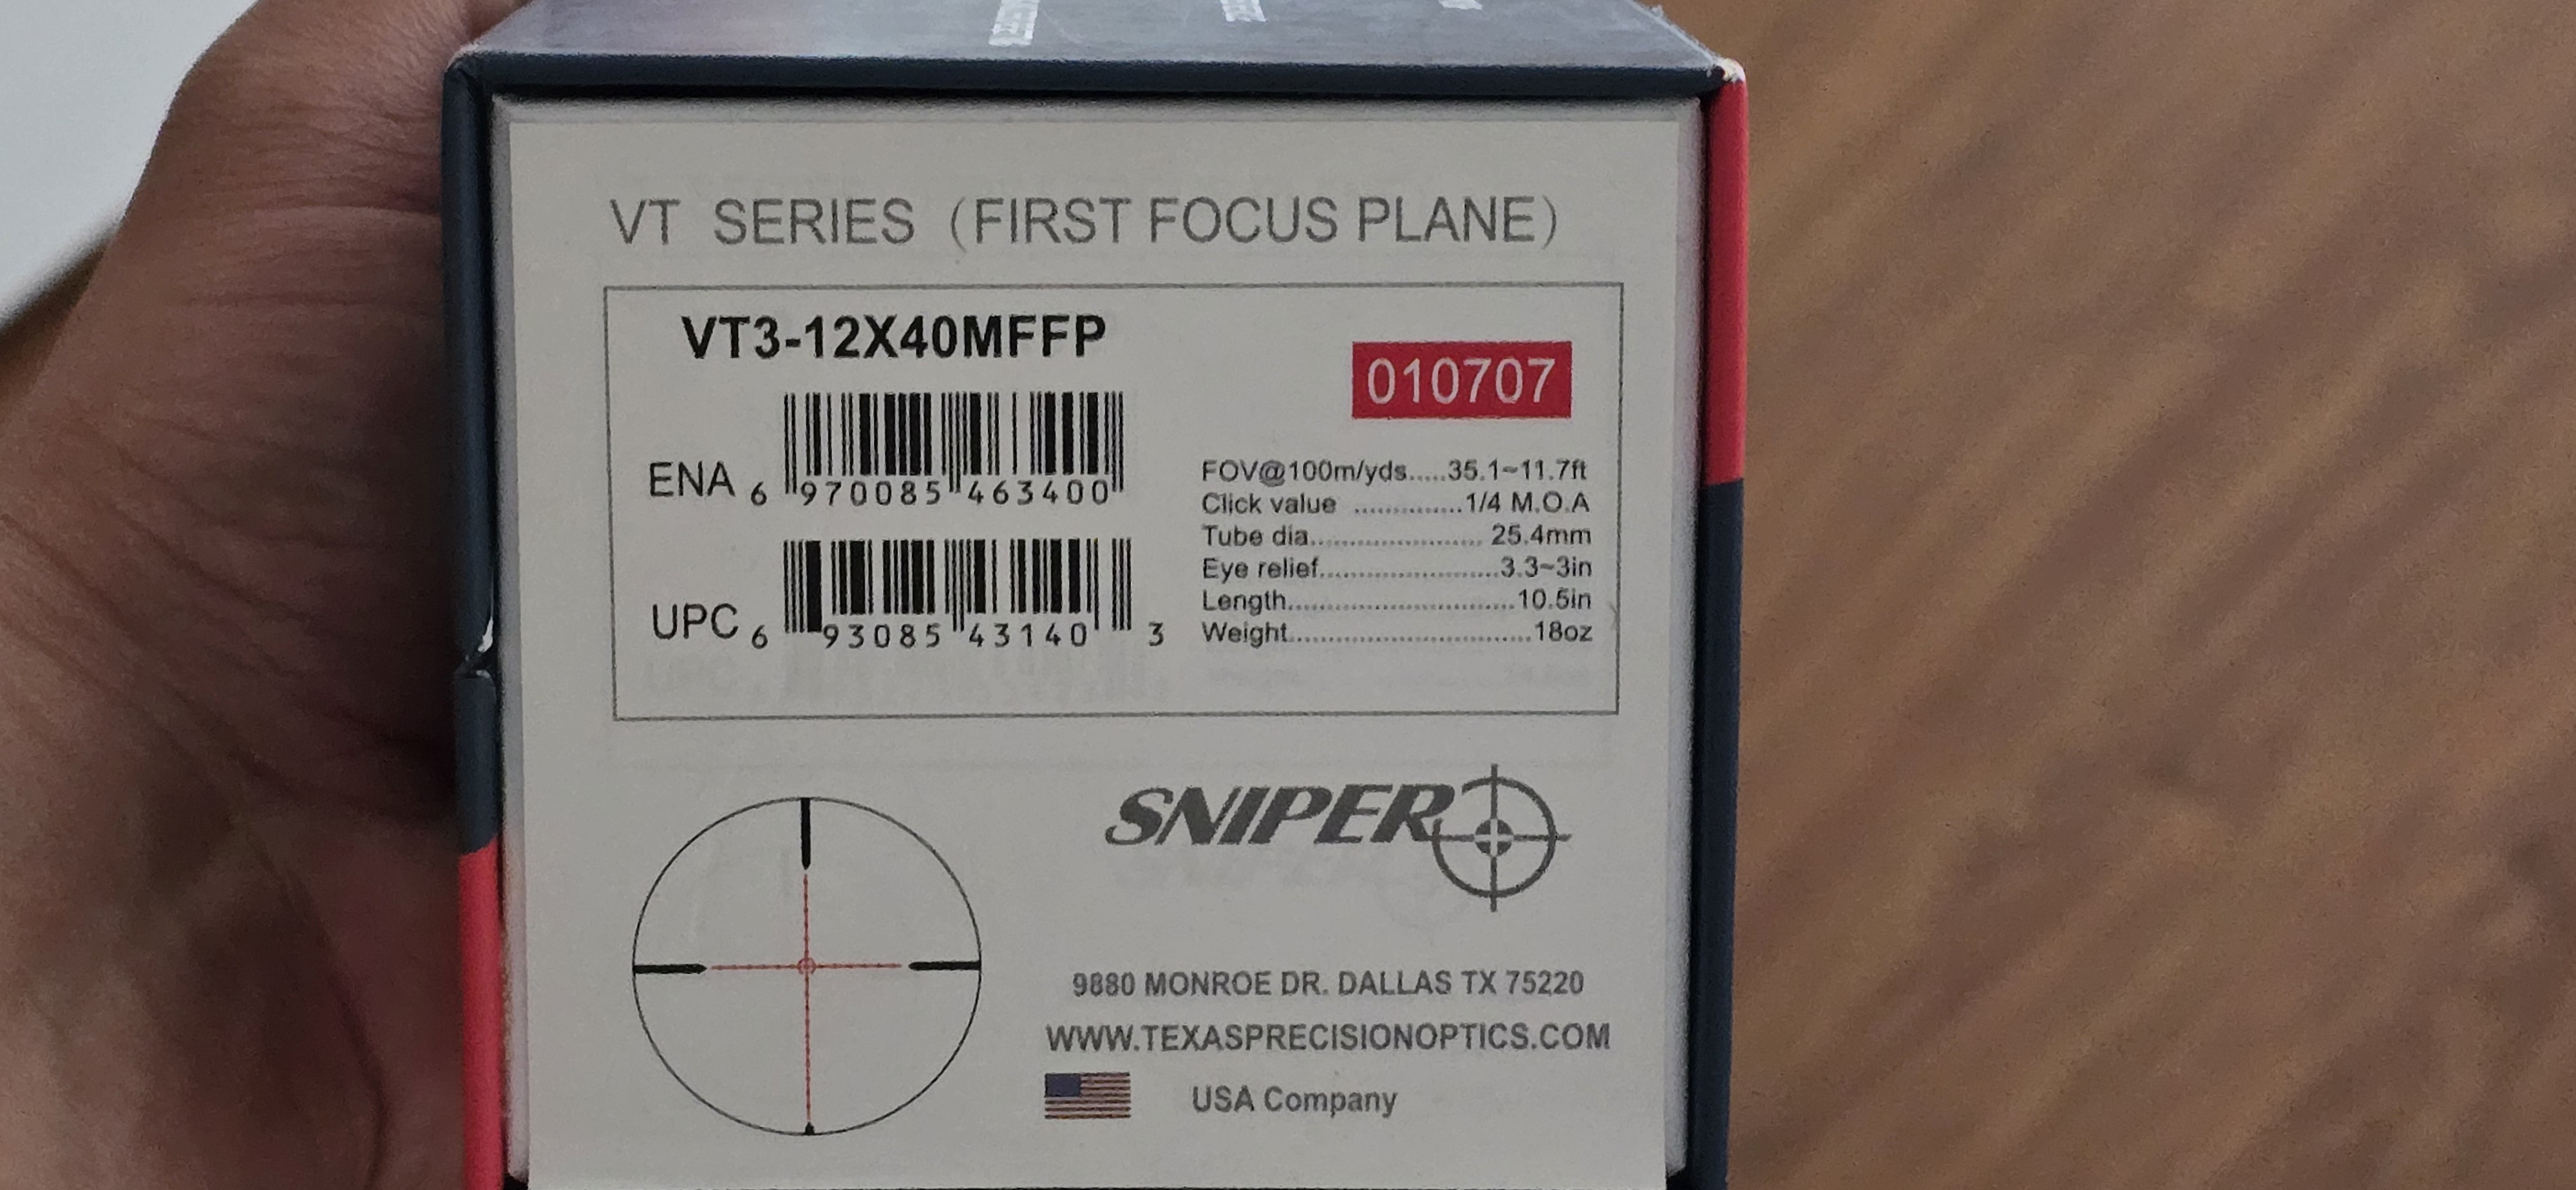 VT SERIES (FIRST FOCUS PLANE)
VT3-12X40MFFP
010707
ENA 6 970085 463400
UPC 6 93085 43140 3
FOV@100m/yds.....35.1~11.7ft
Click value ..............1/4 M.O.A
Tube dia...................... 25.4mm
Eye relief.......................3.3~3in
Length.............................10.5in
Weight..............................18oz
SNIPER
9880 MONROE DR. DALLAS TX 75220
WWW.TEXASPRECISIONOPTICS.COM
USA Company